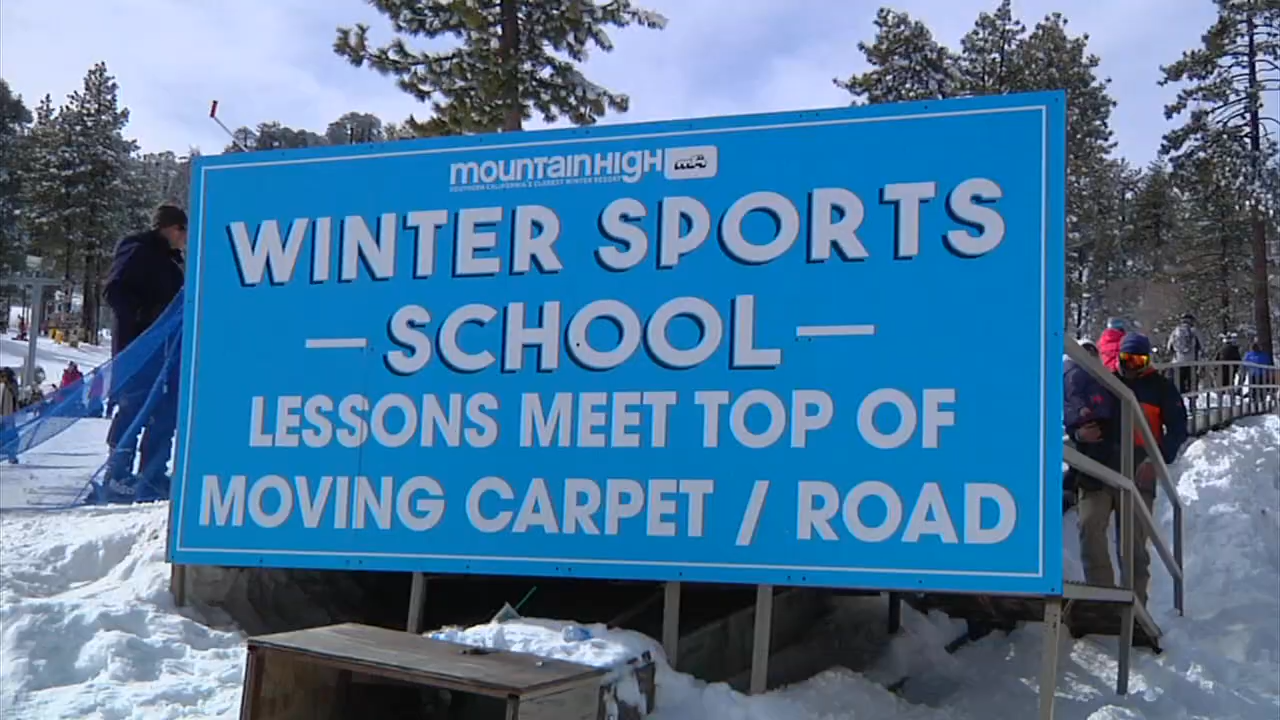 mountain HIGH
SOUTHERN CALIFORNIA'S CLOSEST WINTER RESORT
WINTER SPORTS
SCHOOL
LESSONS MEET TOP OF
MOVING CARPET / ROAD